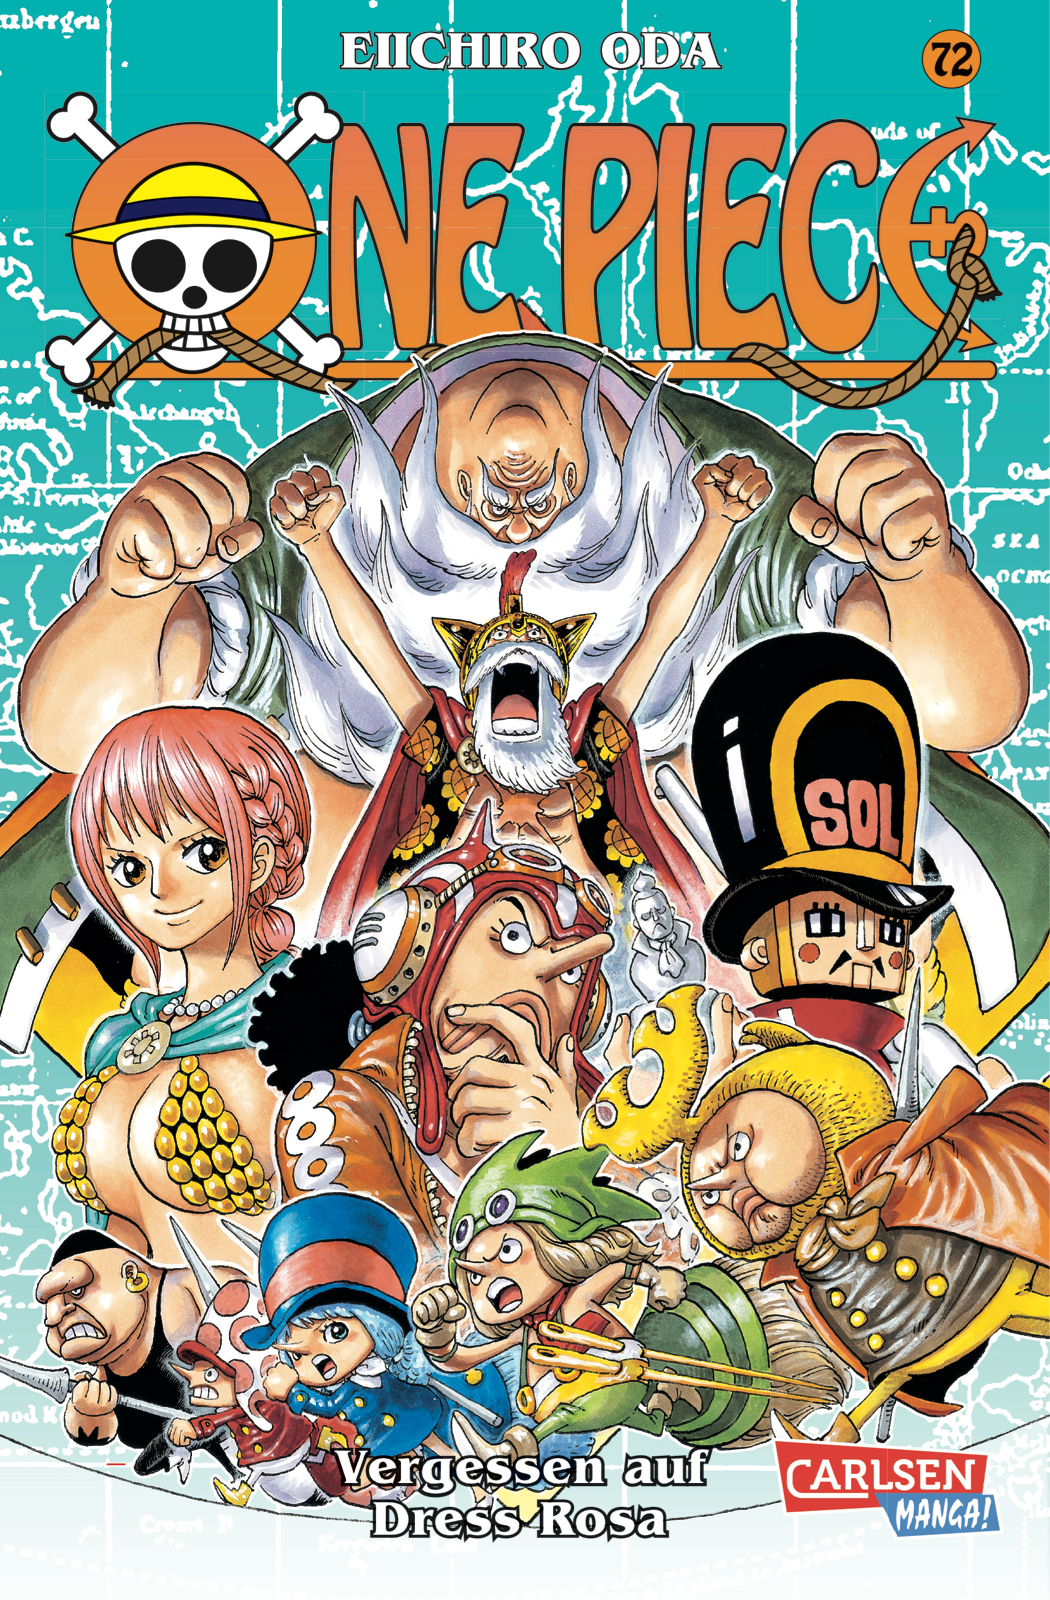 EIICHIRO ODA
72
ONE PIECE
SOL
Vergessen auf
Dress Rosa
CARLSEN
MANGA!